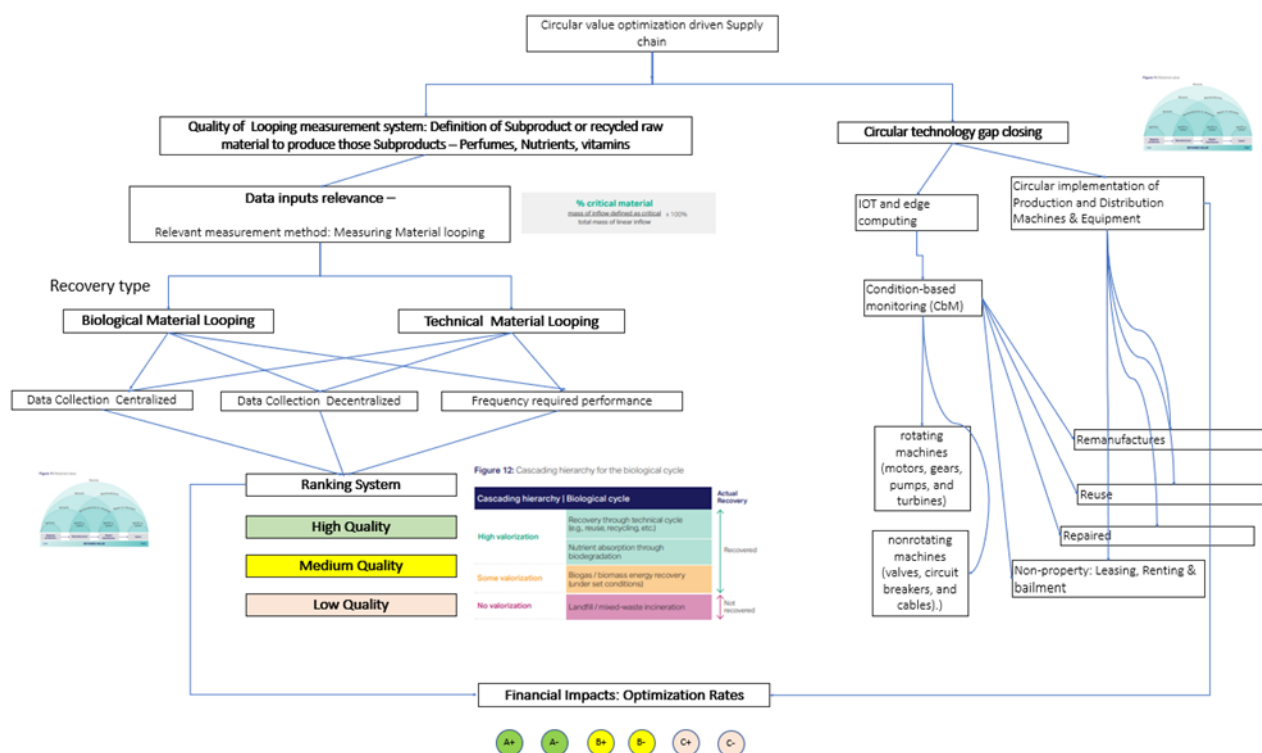 Circular value optimization driven Supply
chain
Quality of Looping measurement system: Definition of Subproduct or recycled raw
material to produce those Subproducts – Perfumes, Nutrients, vitamins
Circular technology gap closing
Data inputs relevance –
Relevant measurement method: Measuring Material looping
% critical material
mass of inflow defined as critical
x 100%
total mass of linear inflow
IOT and edge
computing
Circular implementation of
Production and Distribution
Machines & Equipment
Recovery type
Biological Material Looping
Technical Material Looping
Condition-based
monitoring (CbM)
Data Collection Centralized
Data Collection Decentralized
Frequency required performance
rotating
machines
(motors, gears,
pumps, and
turbines)
Remanufactures
Reuse
Repaired
Non-property: Leasing, Renting &
bailment
nonrotating
machines
(valves, circuit
breakers, and
cables).)
Ranking System
High Quality
Medium Quality
Low Quality
Figure 12: Cascading hierarchy for the biological cycle
Cascading hierarchy | Biological cycle
Actual
Recovery
High valorization
Recovery through technical cycle
(e.g., reuse, recycling, etc.)
Nutrient absorption through
biodegradation
Recovered
Some valorization
Biogas / biomass energy recovery
(under set conditions)
No valorization
Landfill / mixed-waste incineration
Not
recovered
Financial Impacts: Optimization Rates
A+
A-
B+
B-
C+
C-